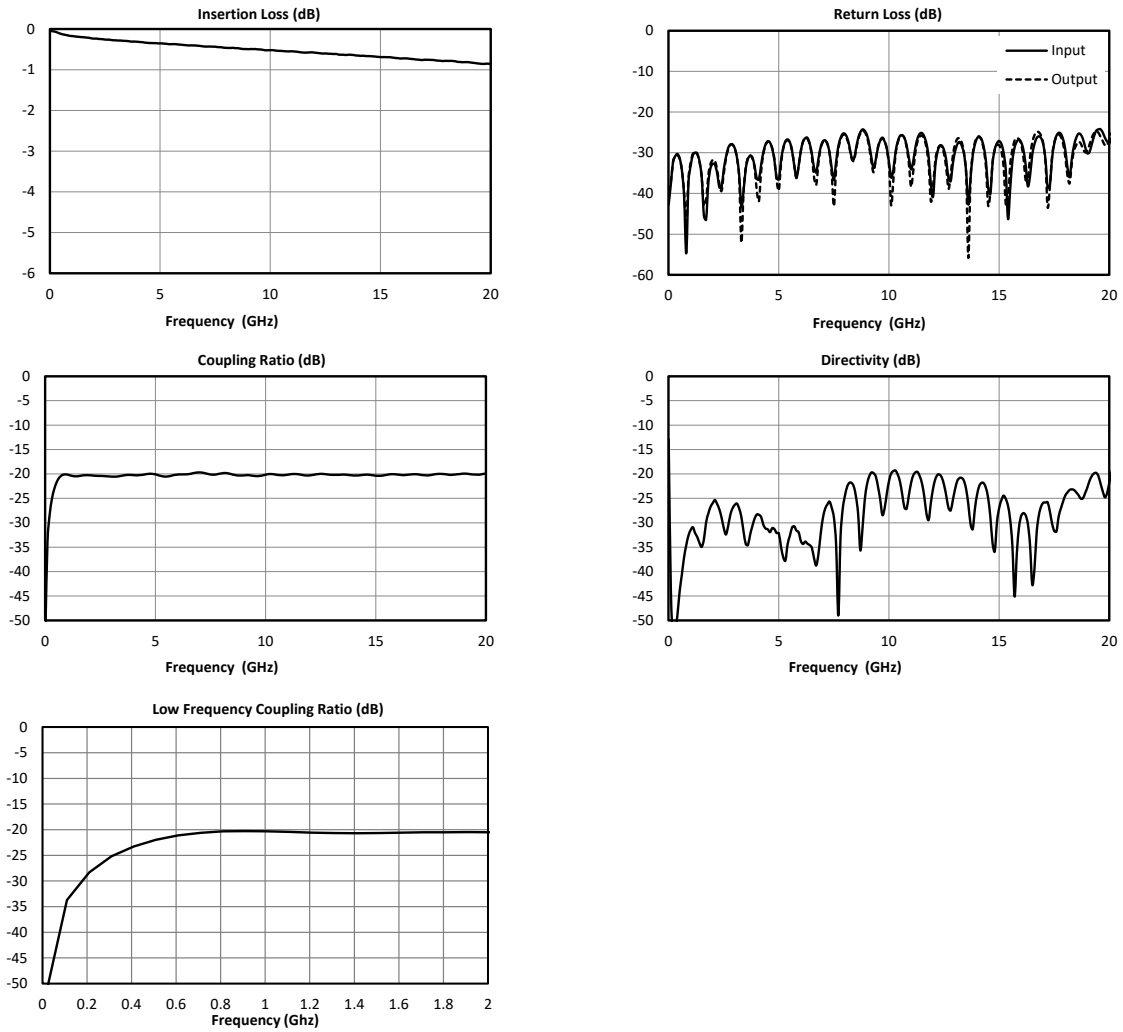 Insertion Loss (dB)
0
-1
-2
-3
-4
-5
-6
0 5 10 15 20
Frequency (GHz)
Return Loss (dB)
0
-10
-20
-30
-40
-50
-60
Input
Output
0 5 10 15 20
Frequency (GHz)
Coupling Ratio (dB)
0
-5
-10
-15
-20
-25
-30
-35
-40
-45
-50
0 5 10 15 20
Frequency (GHz)
Directivity (dB)
0
-5
-10
-15
-20
-25
-30
-35
-40
-45
-50
0 5 10 15 20
Frequency (GHz)
Low Frequency Coupling Ratio (dB)
0
-5
-10
-15
-20
-25
-30
-35
-40
-45
-50
0 0.2 0.4 0.6 0.8 1 1.2 1.4 1.6 1.8 2
Frequency (Ghz)